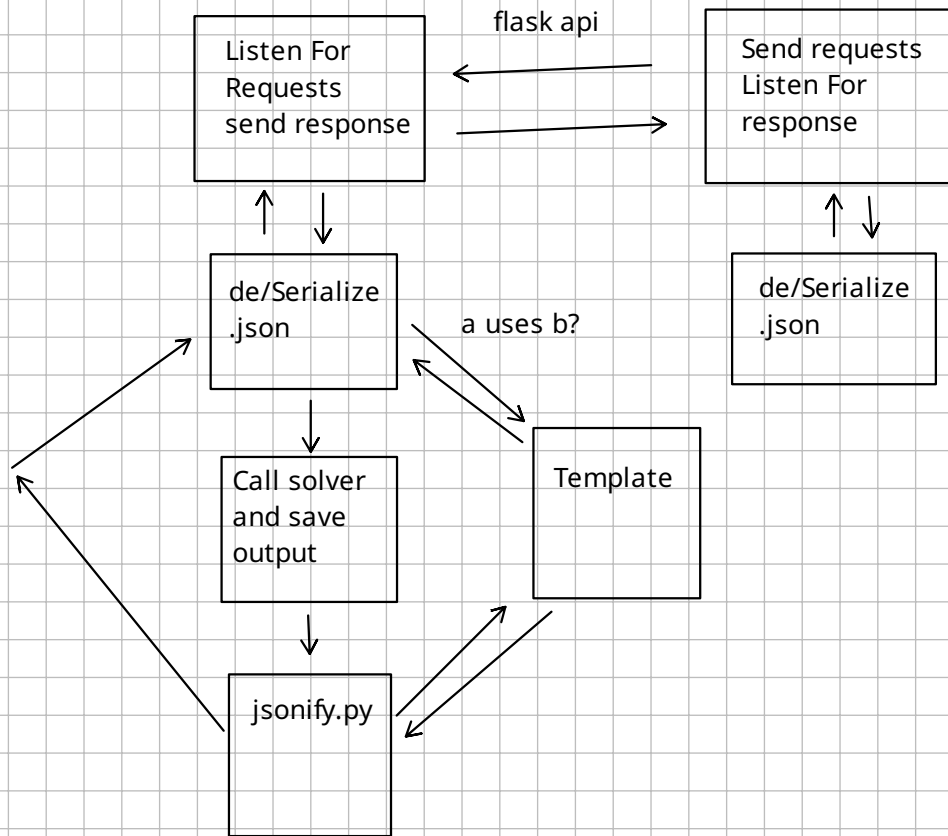 flask api
Listen For
Requests
send response
Send requests
Listen For
response
de/Serialize
.json
a uses b?
de/Serialize
.json
Call solver
and save
output
Template
jsonify.py